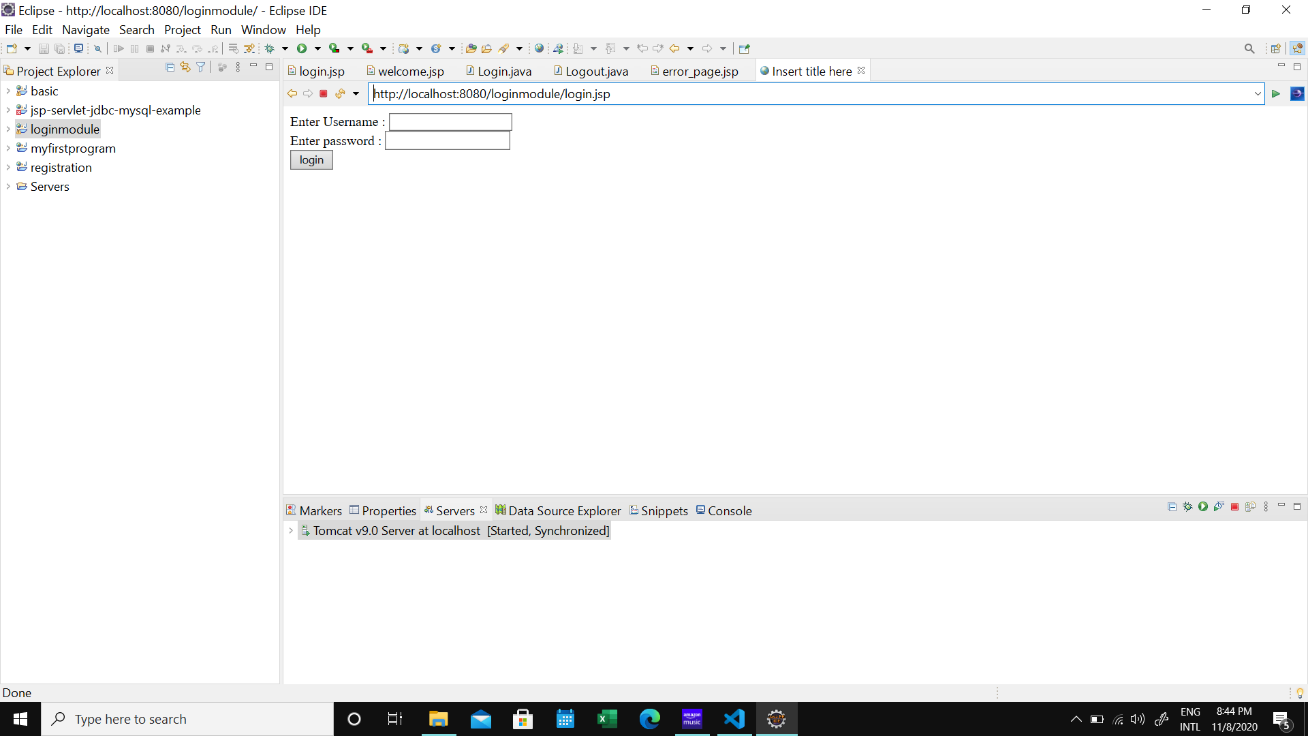 Eclipse - http://localhost:8080/loginmodule/ - Eclipse IDE
File Edit Navigate Search Project Run Window Help
Project Explorer
login.jsp welcome.jsp Login.java Logout.java error_page.jsp Insert title here
http://localhost:8080/loginmodule/login.jsp
basic
jsp-servlet-jdbc-mysql-example
loginmodule
myfirstprogram
registration
Servers
Enter Username :
Enter password :
login
Markers Properties Servers Data Source Explorer Snippets Console
Tomcat v9.0 Server at localhost [Started, Synchronized]
Done
Type here to search
amazon music
ENG
INTL
8:44 PM
11/8/2020
5